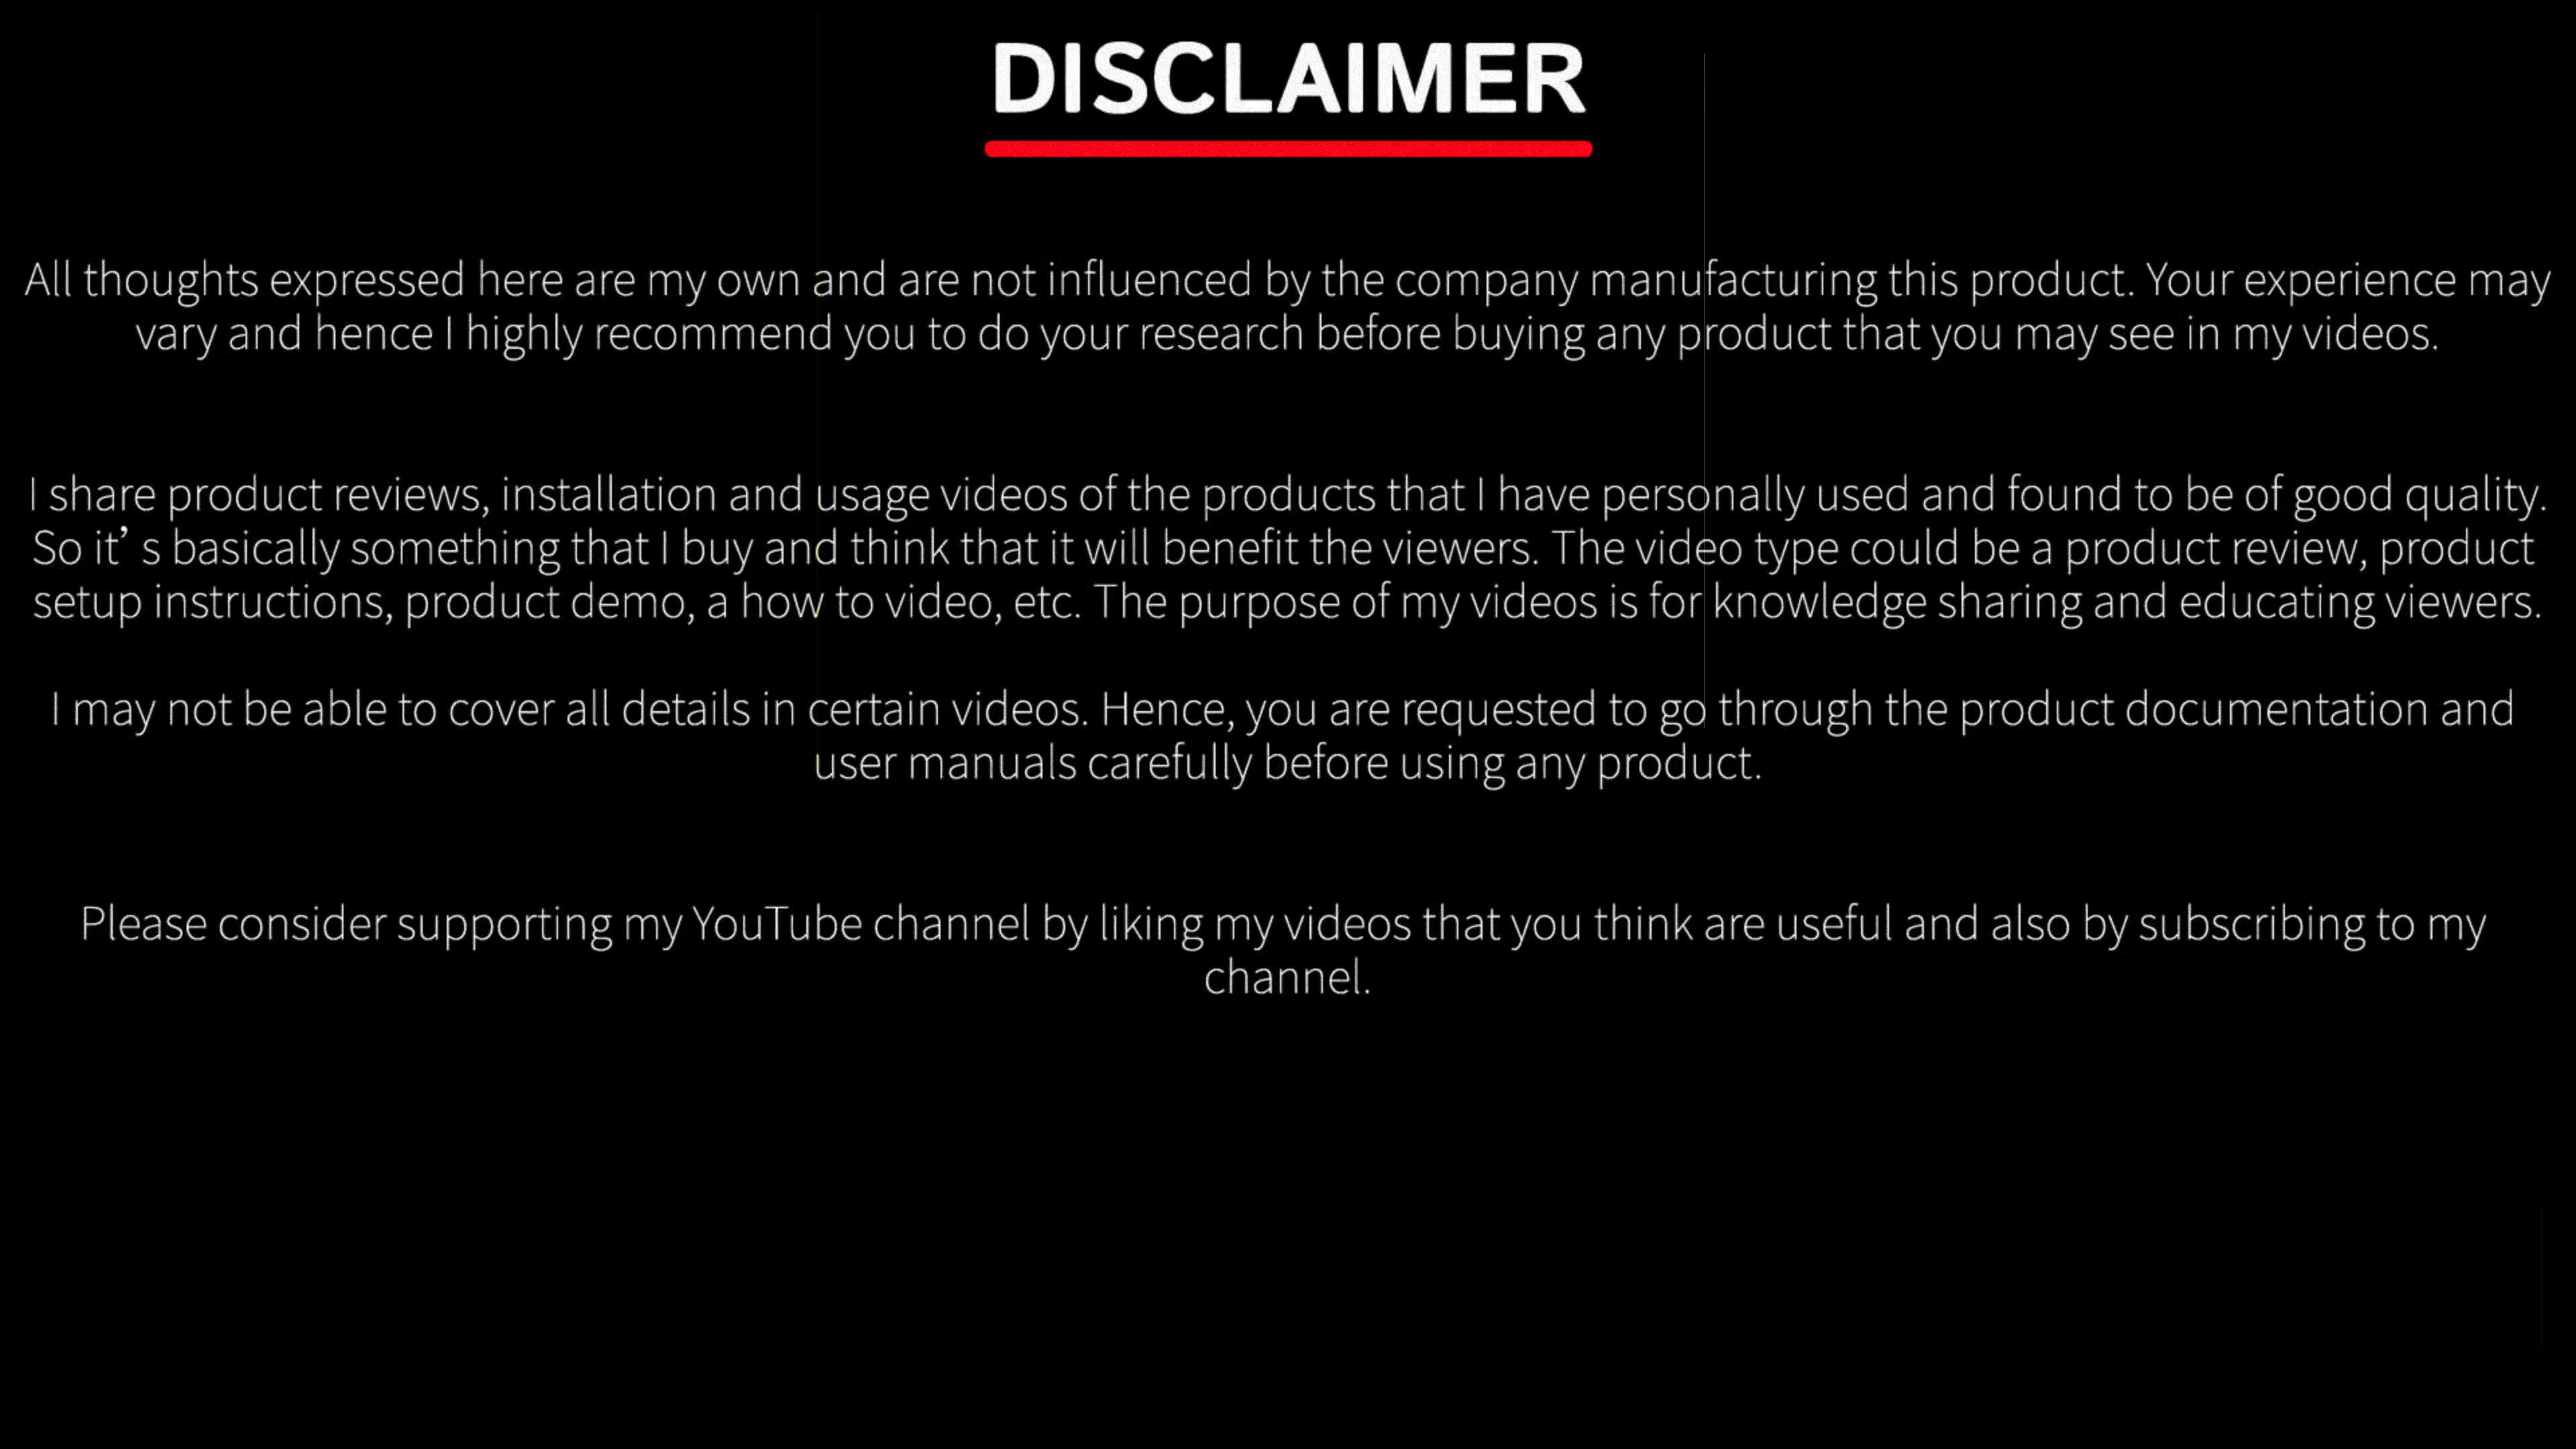 DISCLAIMER
All thoughts expressed here are my own and are not influenced by the company manufacturing this product. Your experience may
vary and hence I highly recommend you to do your research before buying any product that you may see in my videos.
I share product reviews, installation and usage videos of the products that I have personally used and found to be of good quality.
So it’ s basically something that I buy and think that it will benefit the viewers. The video type could be a product review, product
setup instructions, product demo, a how to video, etc. The purpose of my videos is for knowledge sharing and educating viewers.
I may not be able to cover all details in certain videos. Hence, you are requested to go through the product documentation and
user manuals carefully before using any product.
Please consider supporting my YouTube channel by liking my videos that you think are useful and also by subscribing to my
channel.